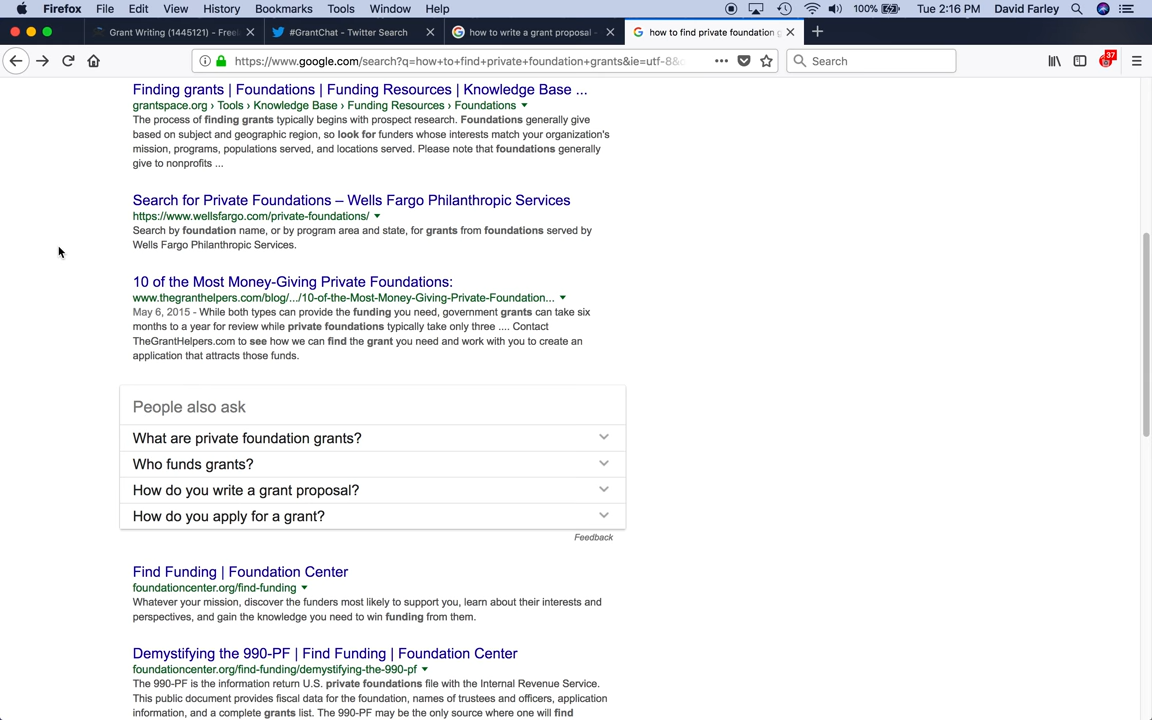 Firefox File Edit View History Bookmarks Tools Window Help 100% Tue 2:16 PM David Farley
Grant Writing (1445121) - Free
#GrantChat - Twitter Search
how to write a grant proposal -
how to find private foundation g
https://www.google.com/search?q=how+to+find+private+foundation+grants&ie=utf-8&
Search
37
Finding grants | Foundations | Funding Resources | Knowledge Base ...
grantspace.org › Tools › Knowledge Base › Funding Resources › Foundations
The process of finding grants typically begins with prospect research. Foundations generally give
based on subject and geographic region, so look for funders whose interests match your organization's
mission, programs, populations served, and locations served. Please note that foundations generally
give to nonprofits ...
Search for Private Foundations – Wells Fargo Philanthropic Services
https://www.wellsfargo.com/private-foundations/
Search by foundation name, or by program area and state, for grants from foundations served by
Wells Fargo Philanthropic Services.
10 of the Most Money-Giving Private Foundations:
www.thegranthelpers.com/blog/.../10-of-the-Most-Money-Giving-Private-Foundation...
May 6, 2015 - While both types can provide the funding you need, government grants can take six
months to a year for review while private foundations typically take only three .... Contact
TheGrantHelpers.com to see how we can find the grant you need and work with you to create an
application that attracts those funds.
People also ask
What are private foundation grants?
Who funds grants?
How do you write a grant proposal?
How do you apply for a grant?
Feedback
Find Funding | Foundation Center
foundationcenter.org/find-funding
Whatever your mission, discover the funders most likely to support you, learn about their interests and
perspectives, and gain the knowledge you need to win funding from them.
Demystifying the 990-PF | Find Funding | Foundation Center
foundationcenter.org/find-funding/demystifying-the-990-pf
The 990-PF is the information return U.S. private foundations file with the Internal Revenue Service.
This public document provides fiscal data for the foundation, names of trustees and officers, application
information, and a complete grants list. The 990-PF may be the only source where one will find